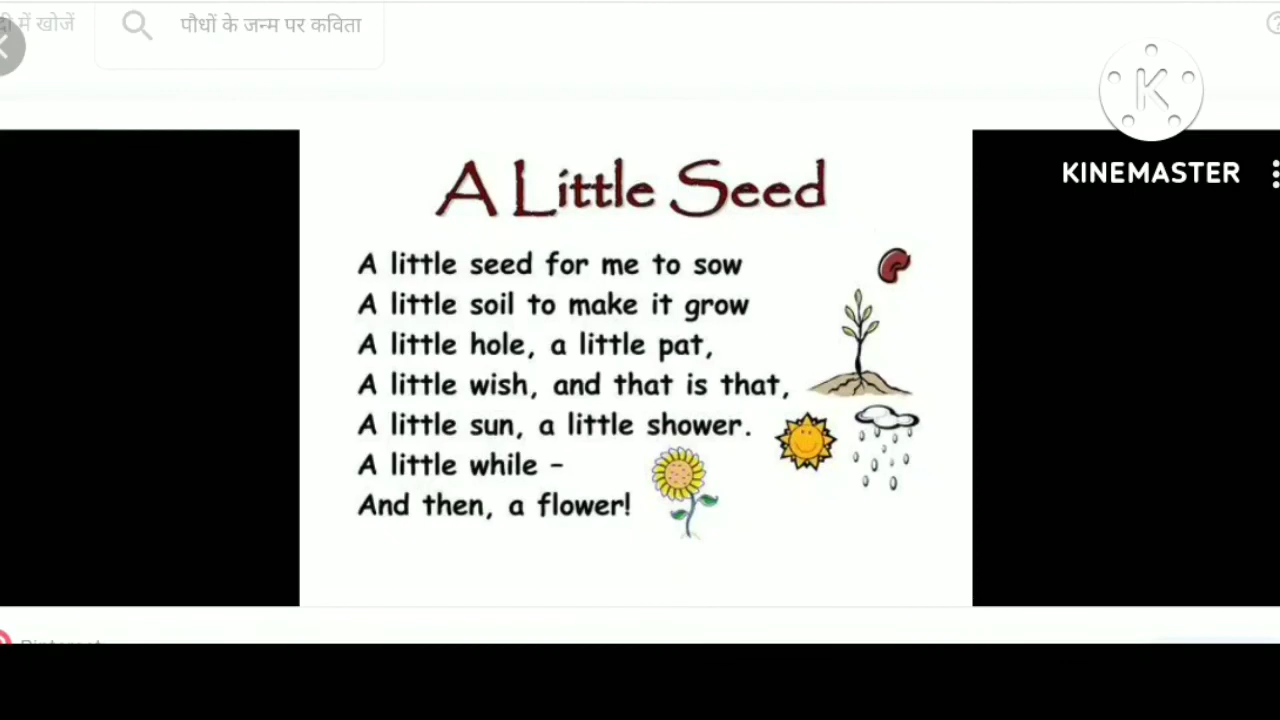 में खोजें
पौधों के जन्म पर कविता
KINEMASTER
A Little Seed
A little seed for me to sow
A little soil to make it grow
A little hole, a little pat,
A little wish, and that is that,
A little sun, a little shower.
A little while –
And then, a flower!